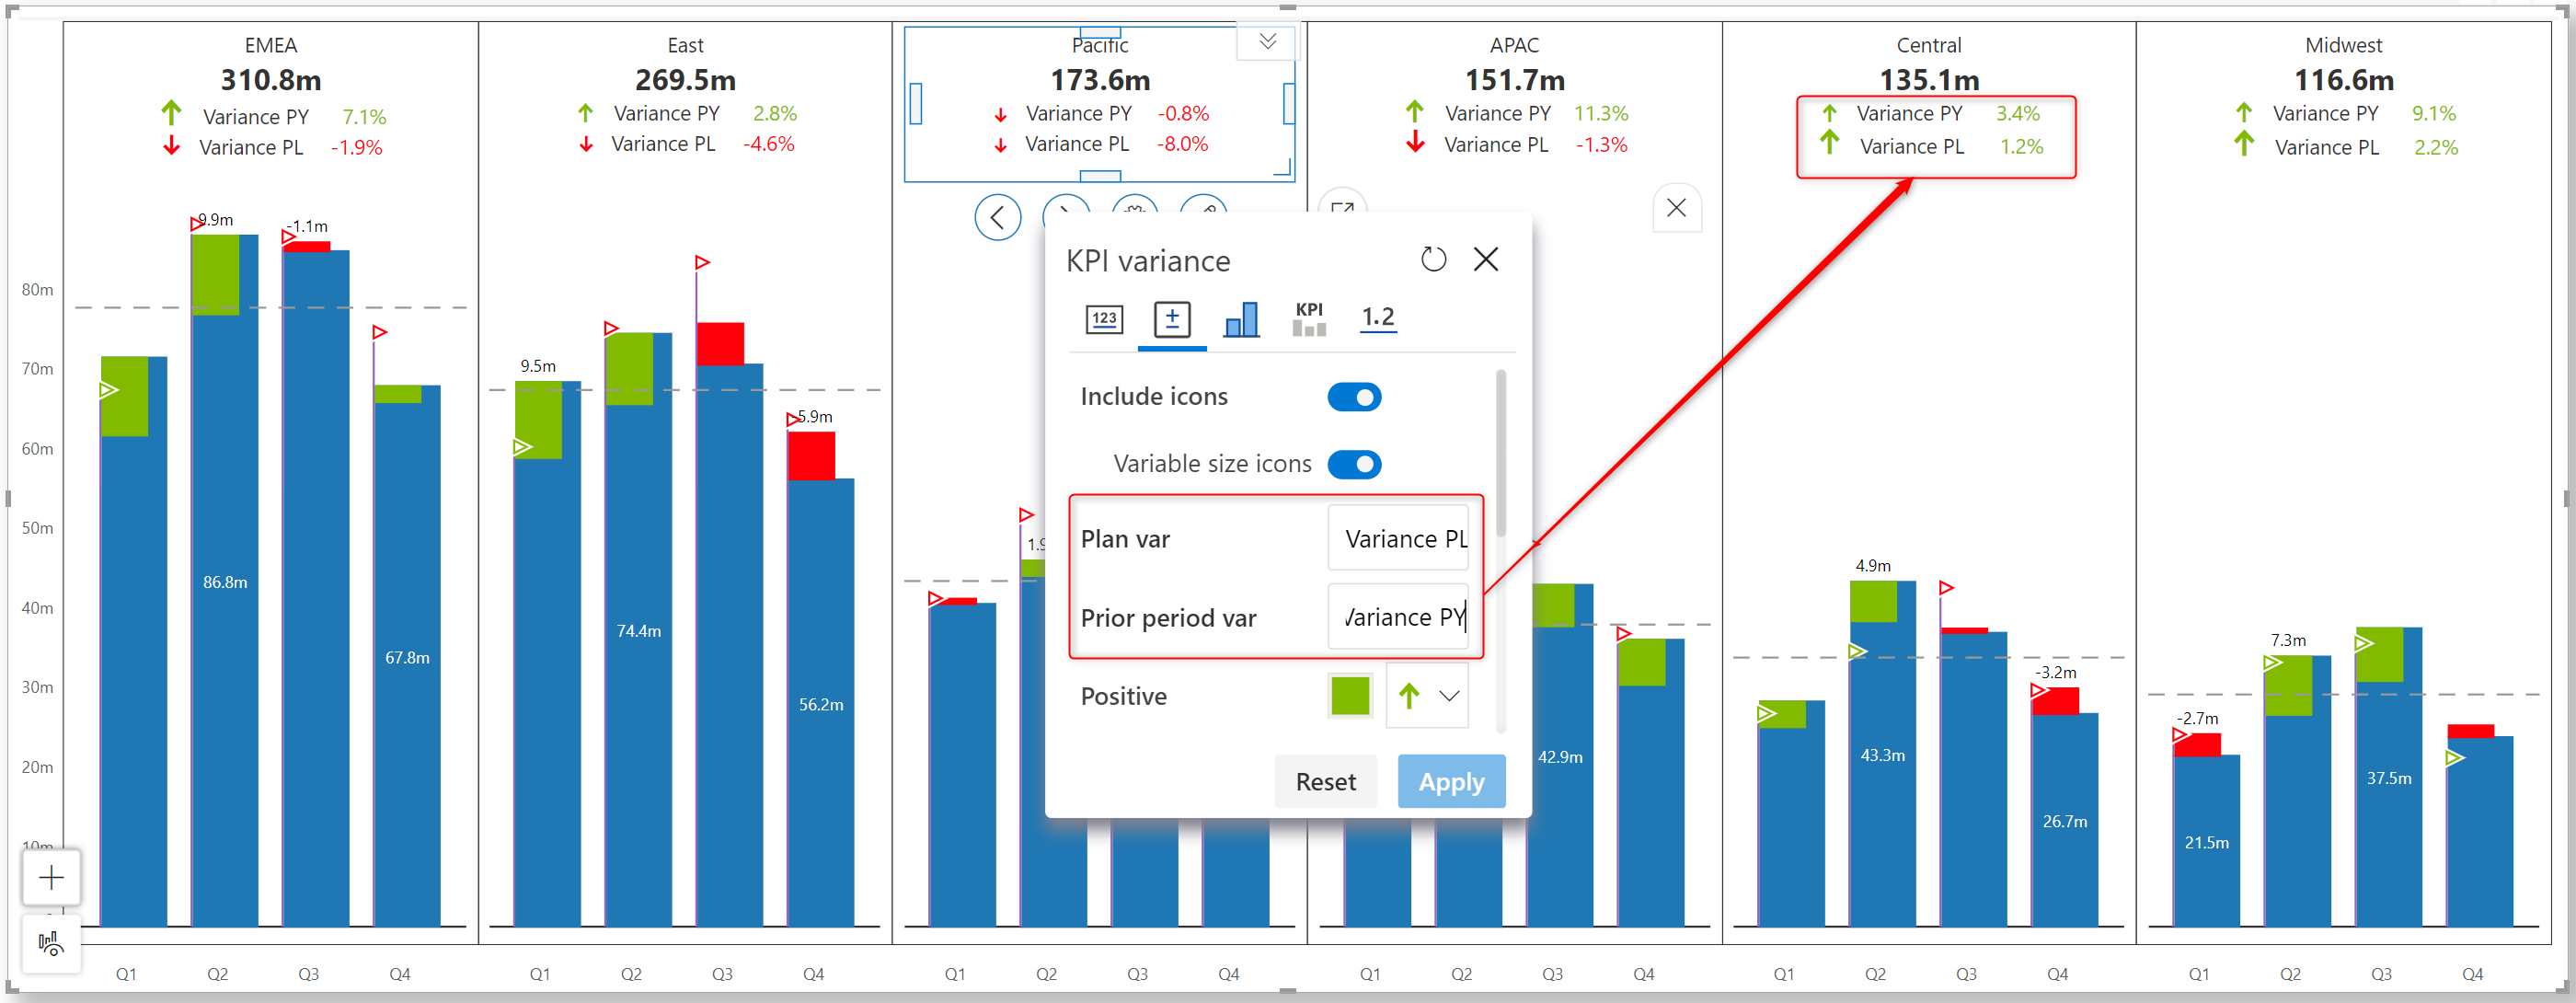 EMEA
310.8m
Variance PY 7.1%
Variance PL -1.9%
East
269.5m
Variance PY 2.8%
Variance PL -4.6%
Pacific
173.6m
Variance PY -0.8%
Variance PL -8.0%
APAC
151.7m
Variance PY 11.3%
Variance PL -1.3%
Central
135.1m
Variance PY 3.4%
Variance PL 1.2%
Midwest
116.6m
Variance PY 9.1%
Variance PL 2.2%
80m
70m
60m
50m
40m
30m
20m
10m
9.9m
-1.1m
86.8m
67.8m
9.5m
-5.9m
74.4m
56.2m
KPI variance
123
KPI
1.2
Include icons
Variable size icons
Plan var
Variance PL
Prior period var
Variance PY
Positive
Reset
Apply
42.9m
4.9m
-3.2m
43.3m
26.7m
7.3m
-2.7m
37.5m
21.5m
Q1 Q2 Q3 Q4
Q1 Q2 Q3 Q4
Q1 Q2 Q3 Q4
Q1 Q2 Q3 Q4
Q1 Q2 Q3 Q4
Q1 Q2 Q3 Q4